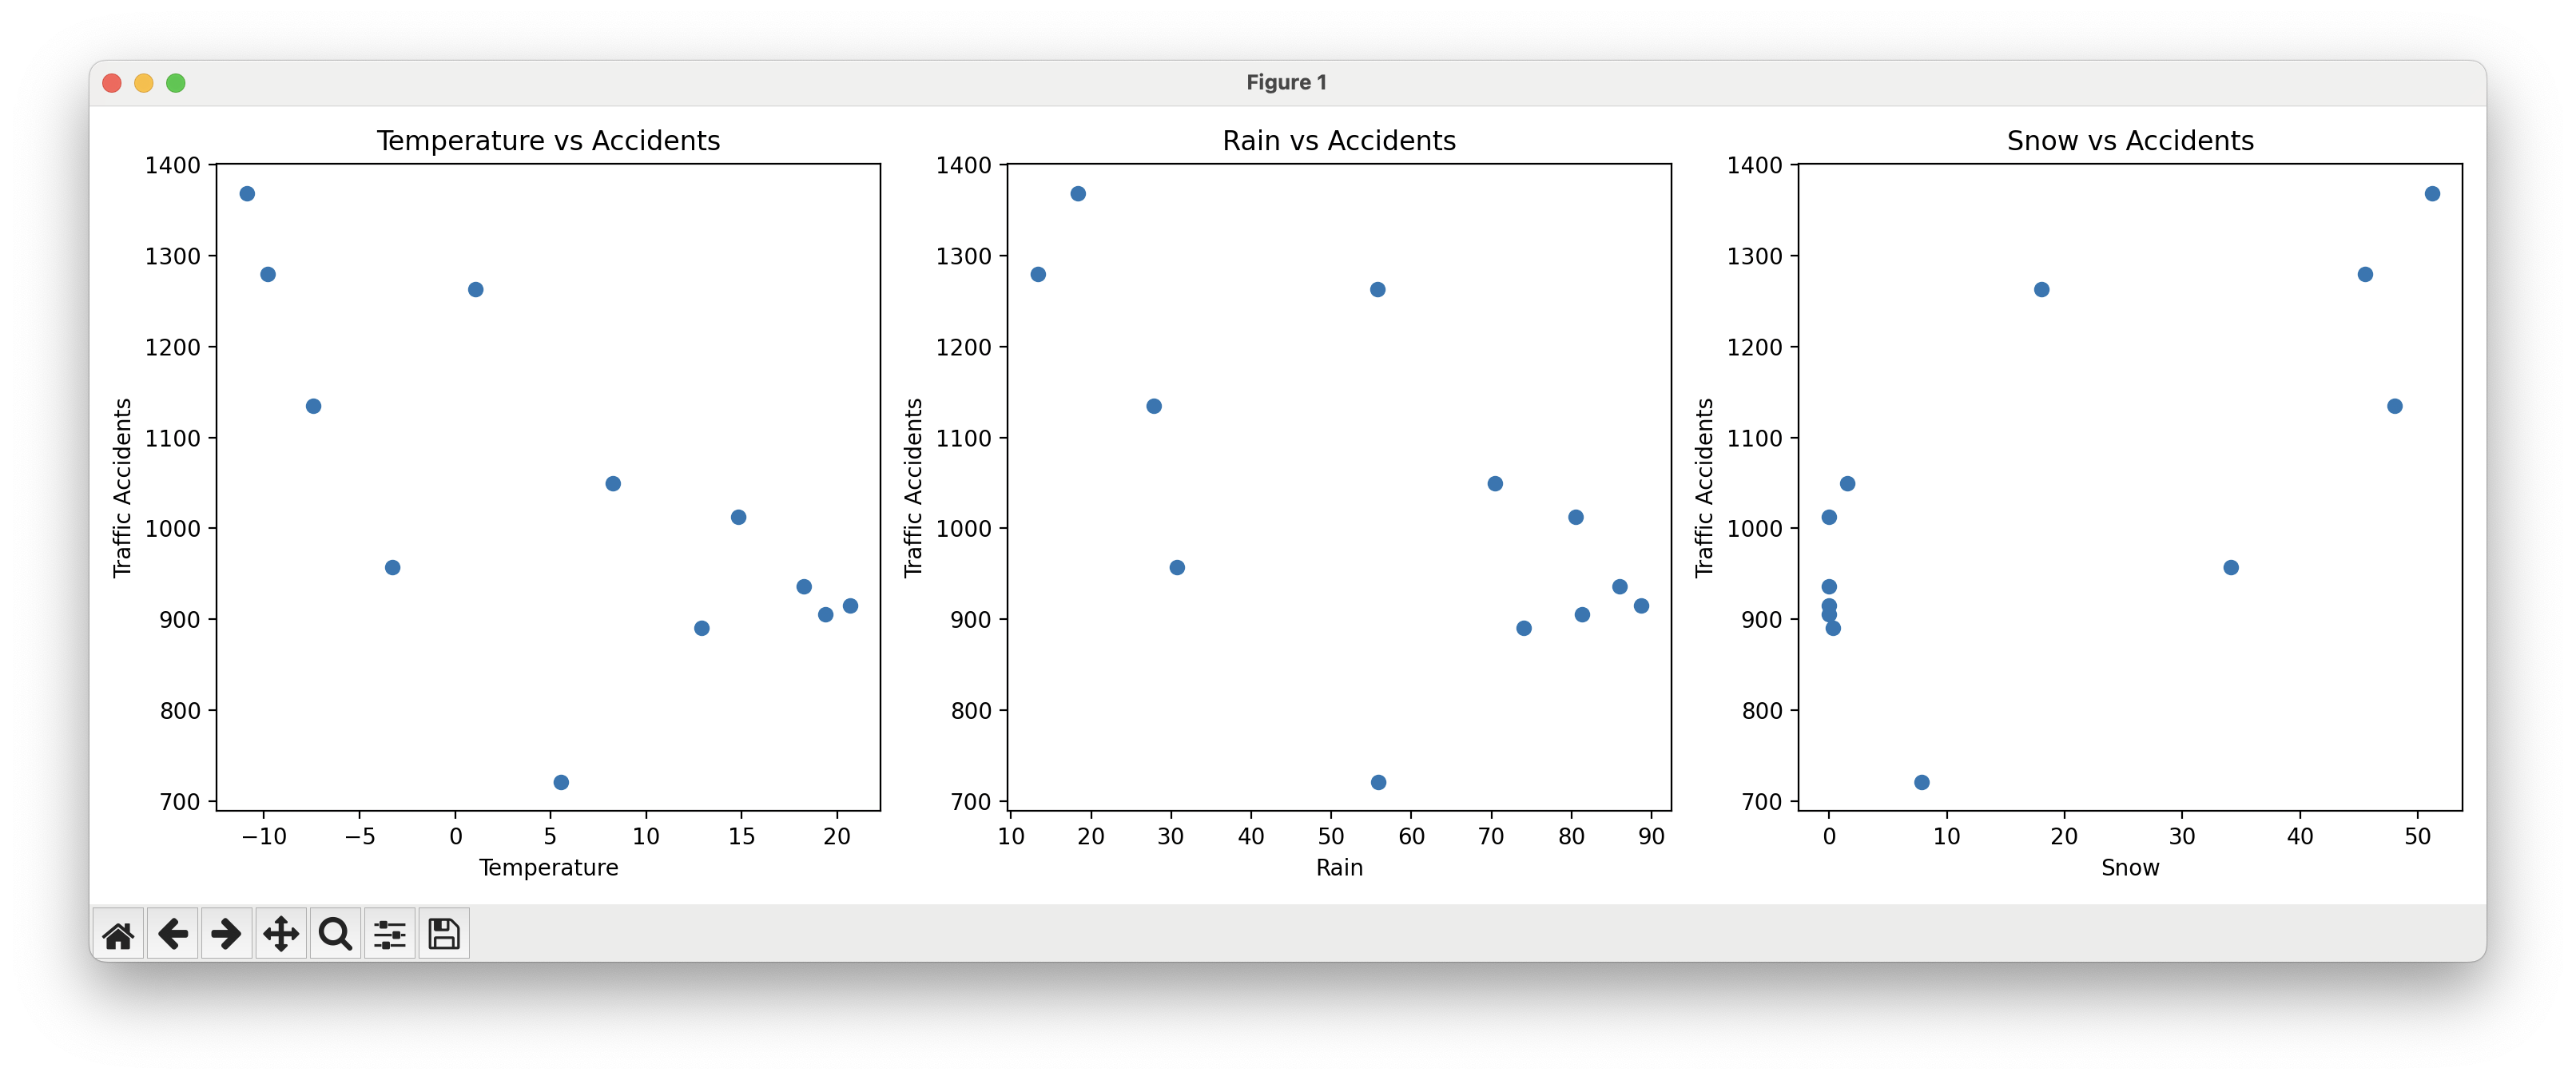 Figure 1
Temperature vs Accidents
1400
1300
1200
1100
1000
900
800
700
Traffic Accidents
−10 −5 0 5 10 15 20
Temperature
Rain vs Accidents
1400
1300
1200
1100
1000
900
800
700
Traffic Accidents
10 20 30 40 50 60 70 80 90
Rain
Snow vs Accidents
1400
1300
1200
1100
1000
900
800
700
Traffic Accidents
0 10 20 30 40 50
Snow